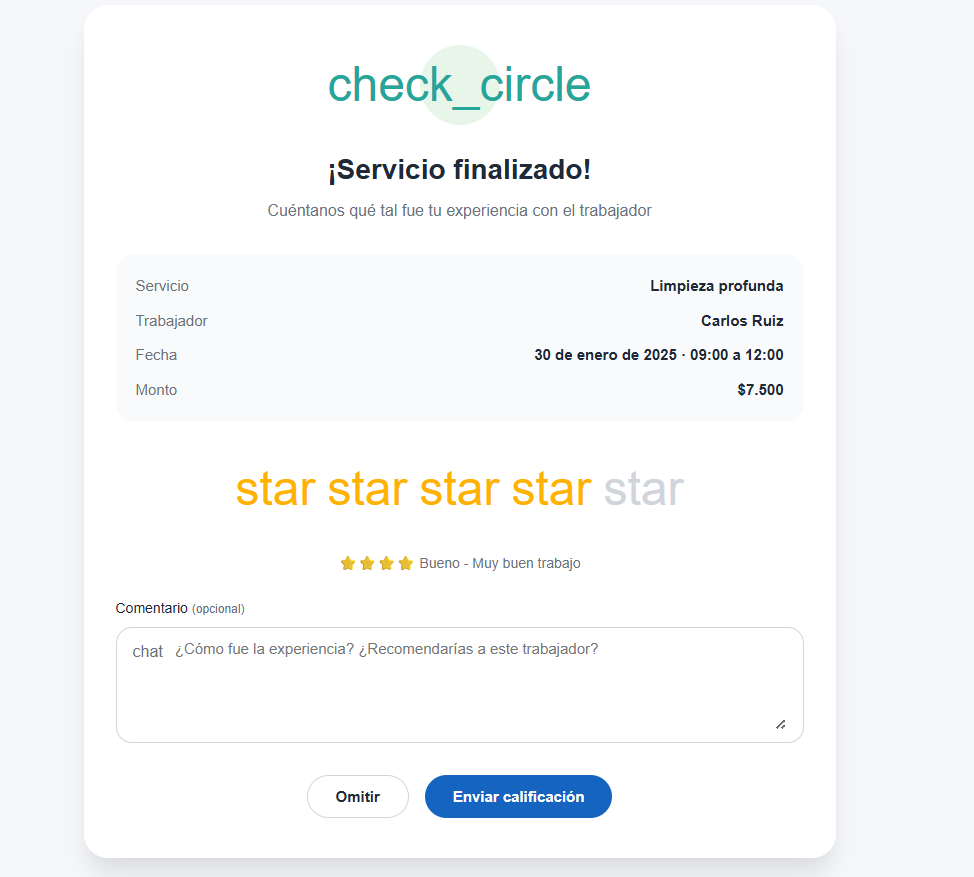 check_circle
¡Servicio finalizado!
Cuéntanos qué tal fue tu experiencia con el trabajador
Servicio Limpieza profunda
Trabajador Carlos Ruiz
Fecha 30 de enero de 2025 · 09:00 a 12:00
Monto $7.500
star star star star star
⭐⭐⭐⭐ Bueno - Muy buen trabajo
Comentario (opcional)
chat ¿Cómo fue la experiencia? ¿Recomendarías a este trabajador?
Omitir Enviar calificación